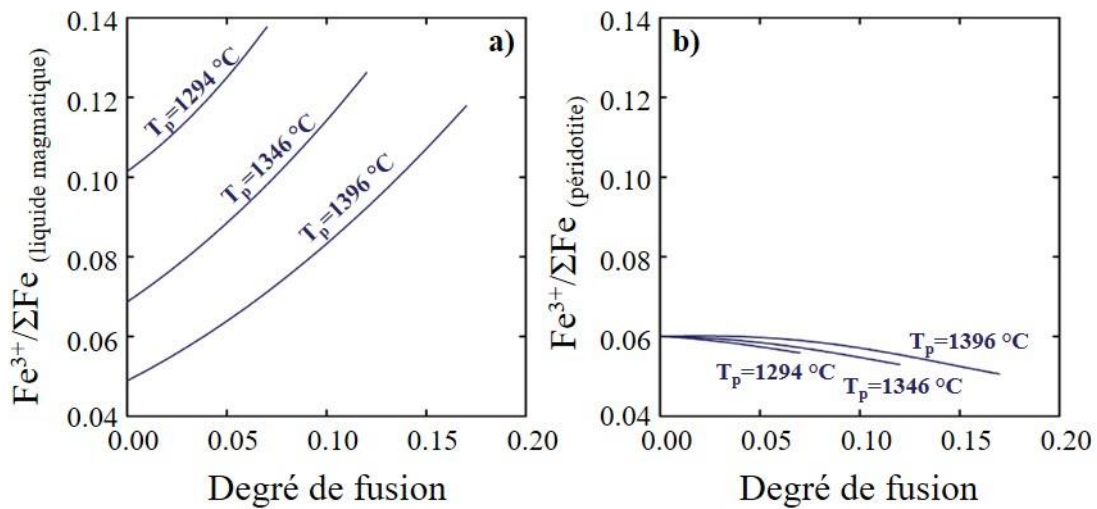 a)
Fe³⁺/ΣFe (liquide magmatique)
0.14
0.12
0.10
0.08
0.06
0.04
Tₚ=1294 °C
Tₚ=1346 °C
Tₚ=1396 °C
0.00 0.05 0.10 0.15 0.20
Degré de fusion
b)
Fe³⁺/ΣFe (péridotite)
0.14
0.12
0.10
0.08
0.06
0.04
Tₚ=1396 °C
Tₚ=1294 °C
Tₚ=1346 °C
0.00 0.05 0.10 0.15 0.20
Degré de fusion